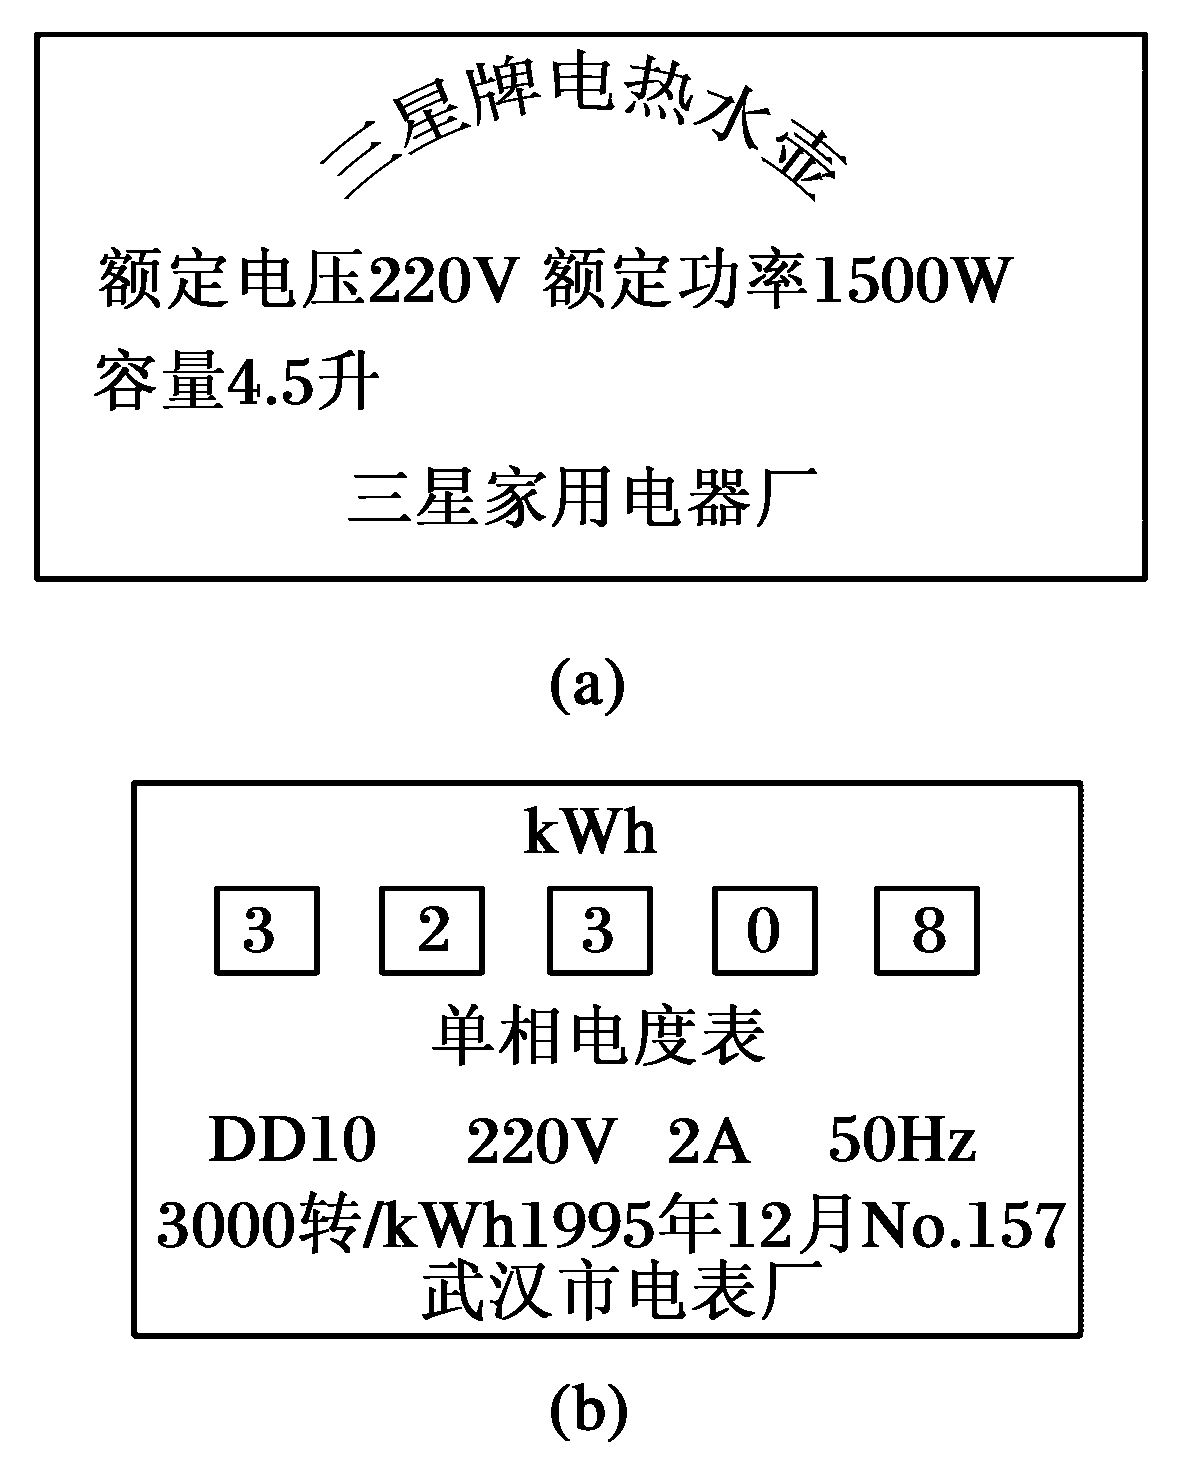 三星牌电热水壶
额定电压220V 额定功率1500W
容量4.5升
三星家用电器厂
(a)
kWh
3 2 3 0 8
单相电度表
DD10 220V 2A 50Hz
3000转/kWh1995年12月No.157
武汉市电表厂
(b)